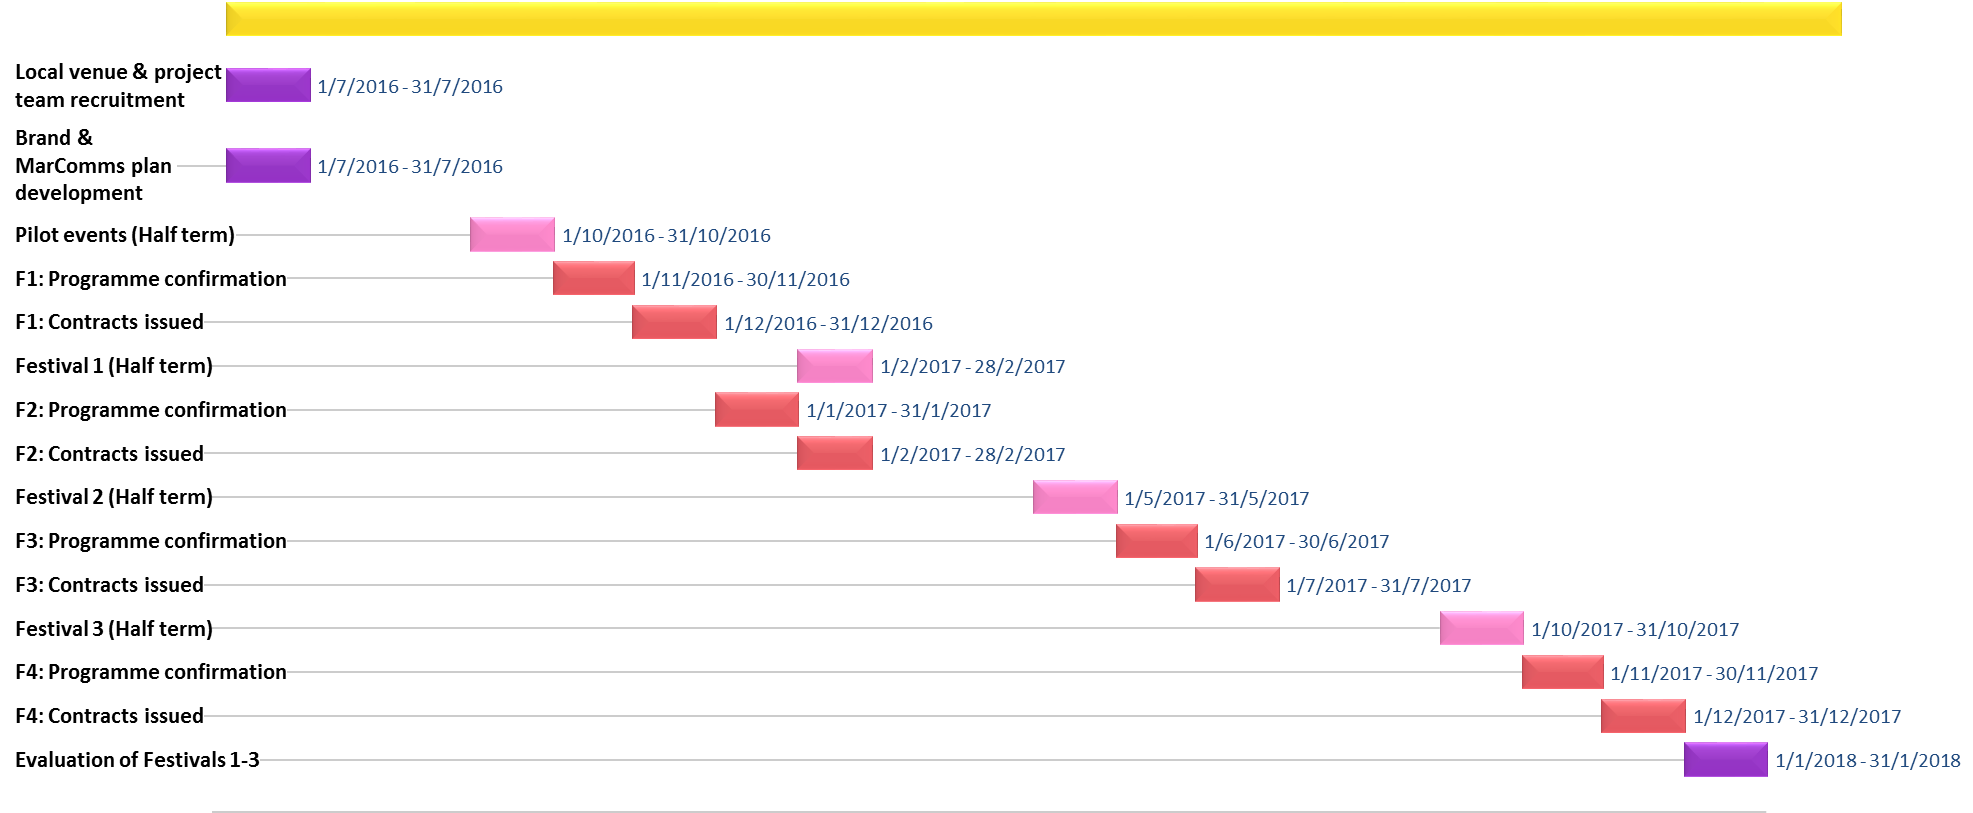 Local venue & project
team recruitment
1/7/2016 - 31/7/2016
Brand &
MarComms plan
development
1/7/2016 - 31/7/2016
Pilot events (Half term)
1/10/2016 - 31/10/2016
F1: Programme confirmation
1/11/2016 - 30/11/2016
F1: Contracts issued
1/12/2016 - 31/12/2016
Festival 1 (Half term)
1/2/2017 - 28/2/2017
F2: Programme confirmation
1/1/2017 - 31/1/2017
F2: Contracts issued
1/2/2017 - 28/2/2017
Festival 2 (Half term)
1/5/2017 - 31/5/2017
F3: Programme confirmation
1/6/2017 - 30/6/2017
F3: Contracts issued
1/7/2017 - 31/7/2017
Festival 3 (Half term)
1/10/2017 - 31/10/2017
F4: Programme confirmation
1/11/2017 - 30/11/2017
F4: Contracts issued
1/12/2017 - 31/12/2017
Evaluation of Festivals 1-3
1/1/2018 - 31/1/2018